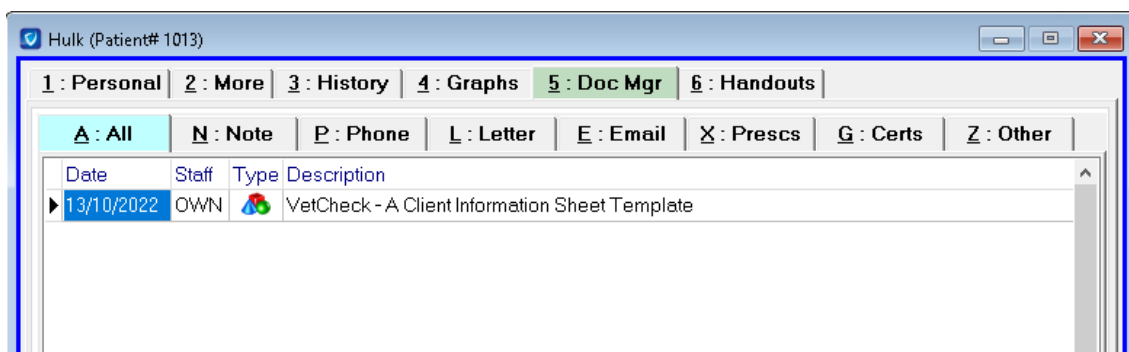 Hulk (Patient# 1013)
1 : Personal 2 : More 3 : History 4 : Graphs 5 : Doc Mgr 6 : Handouts
A : All N : Note P : Phone L : Letter E : Email X : Prescs G : Certs Z : Other
Date Staff Type Description
13/10/2022 OWN VetCheck - A Client Information Sheet Template